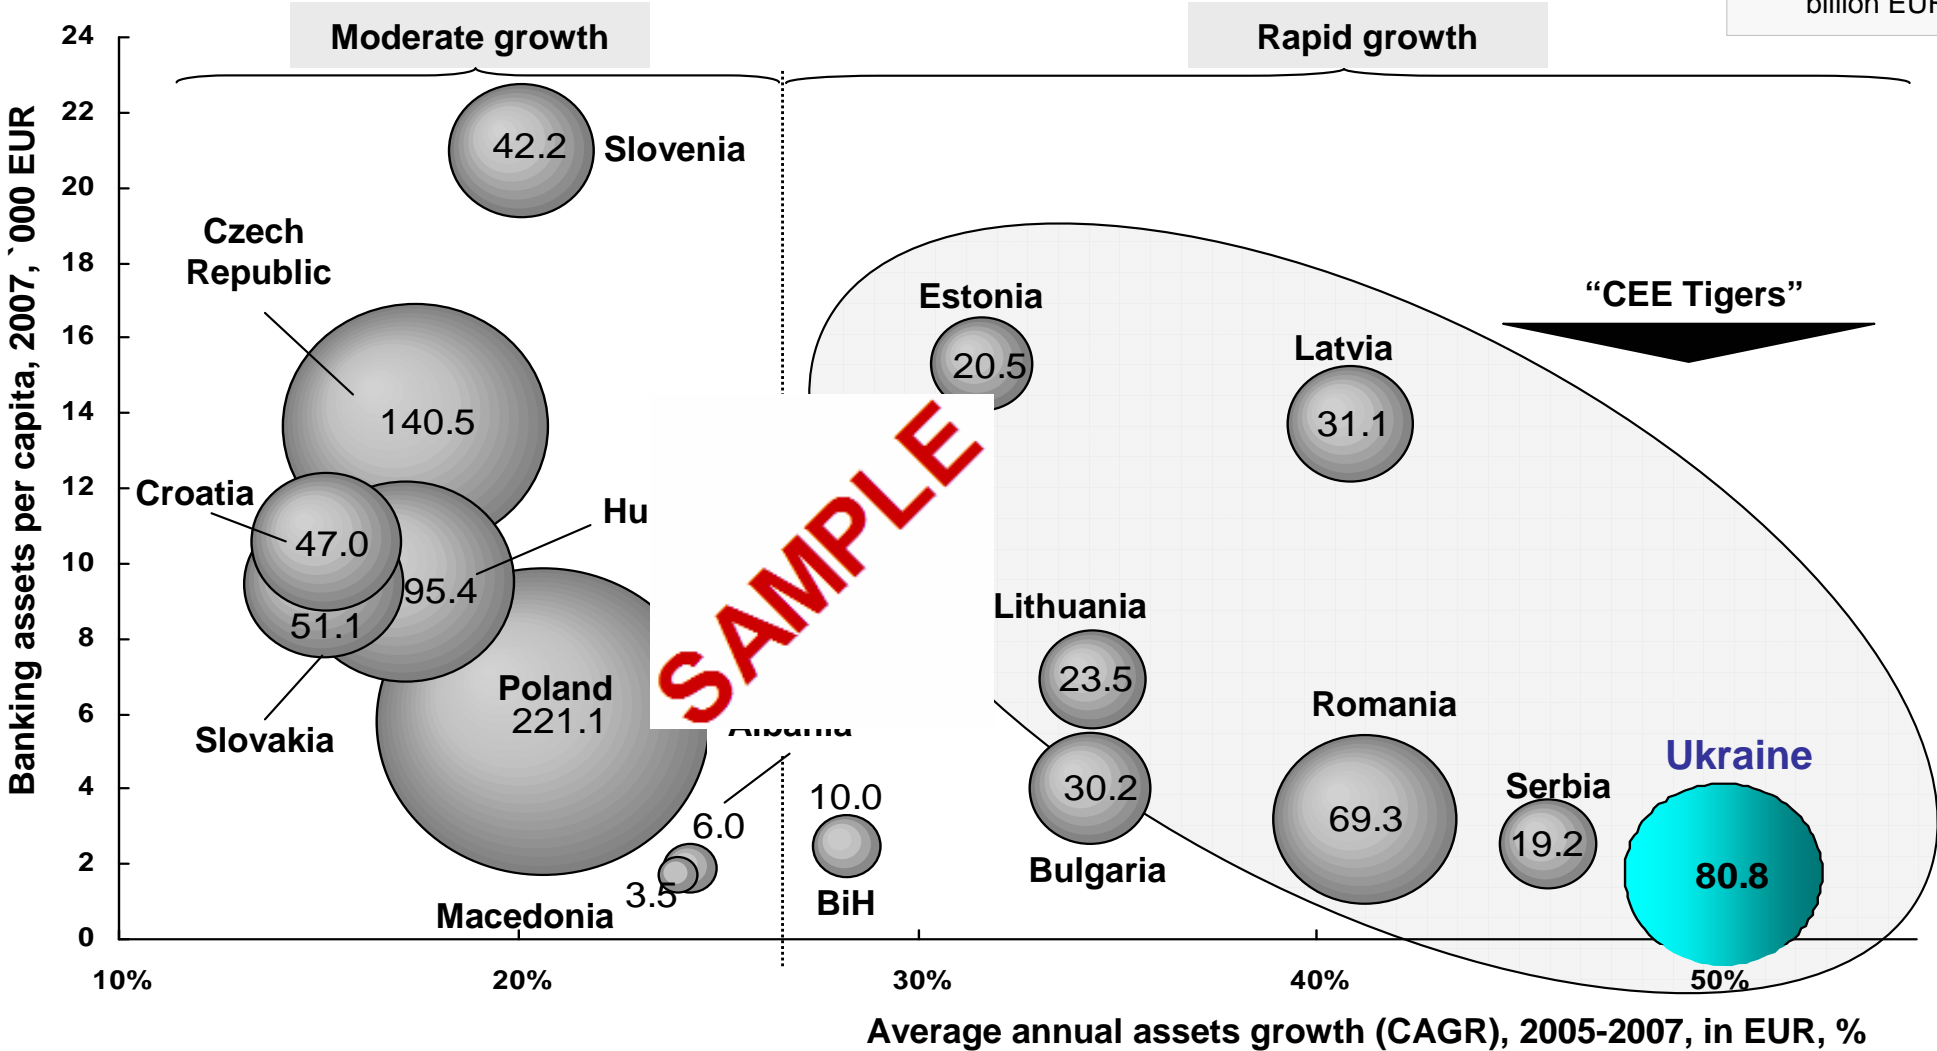 billion EUR
Moderate growth
Rapid growth
24
22
20
18
16
14
12
10
8
6
4
2
0
Banking assets per capita, 2007, `000 EUR
42.2
Slovenia
Czech
Republic
140.5
Croatia
47.0
Hu
95.4
51.1
Slovakia
Poland
221.1
Albania
6.0
3.5
Macedonia
10.0
BiH
SAMPLE
Estonia
20.5
Latvia
31.1
“CEE Tigers”
Lithuania
23.5
30.2
Bulgaria
Romania
69.3
Serbia
19.2
Ukraine
80.8
10%
20%
30%
40%
50%
Average annual assets growth (CAGR), 2005-2007, in EUR, %